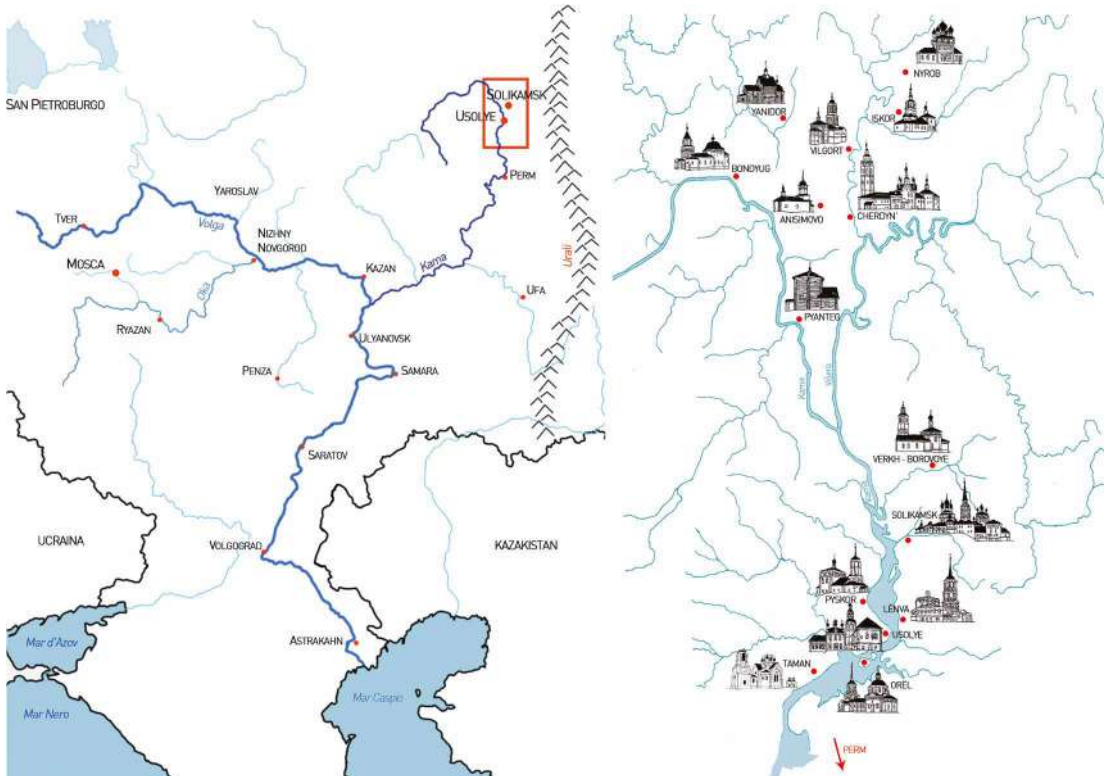 SAN PIETROBURGO
SOLIKAMSK
USOLYE
PERM
YAROSLAV
Volga
TVER
NIZHNY
NOVGOROD
MOSCA
KAZAN
Kama
Urali
UFA
Oka
RYAZAN
ULYANOVSK
PENZA
SAMARA
SARATOV
UCRAINA
VOLGOGRAD
KAZAKISTAN
ASTRAKAHN
Mar d'Azov
Mar Nero
Mar Caspio
NYROB
YANIDOR
ISKOR
VILGORT
BONDYUG
ANISIMOVO
CHERDYN'
PYANTEG
Kama
VERKH - BOROVOYE
SOLIKAMSK
PYSKOR
LËNVA
USOLYE
TAMAN
OREL
PERM